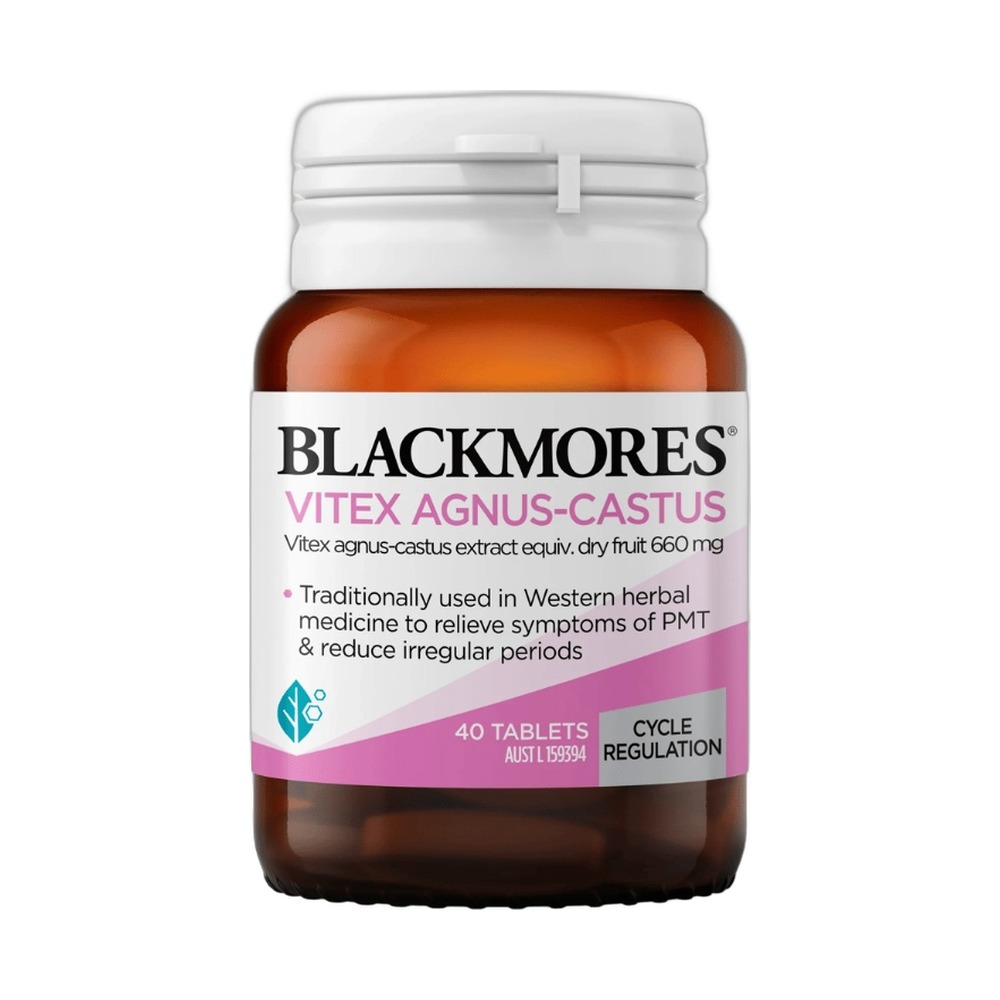 BLACKMORES®
VITEX AGNUS-CASTUS
Vitex agnus-castus extract equiv. dry fruit 660 mg
• Traditionally used in Western herbal
medicine to relieve symptoms of PMT
& reduce irregular periods
40 TABLETS
AUST L 159394
CYCLE
REGULATION